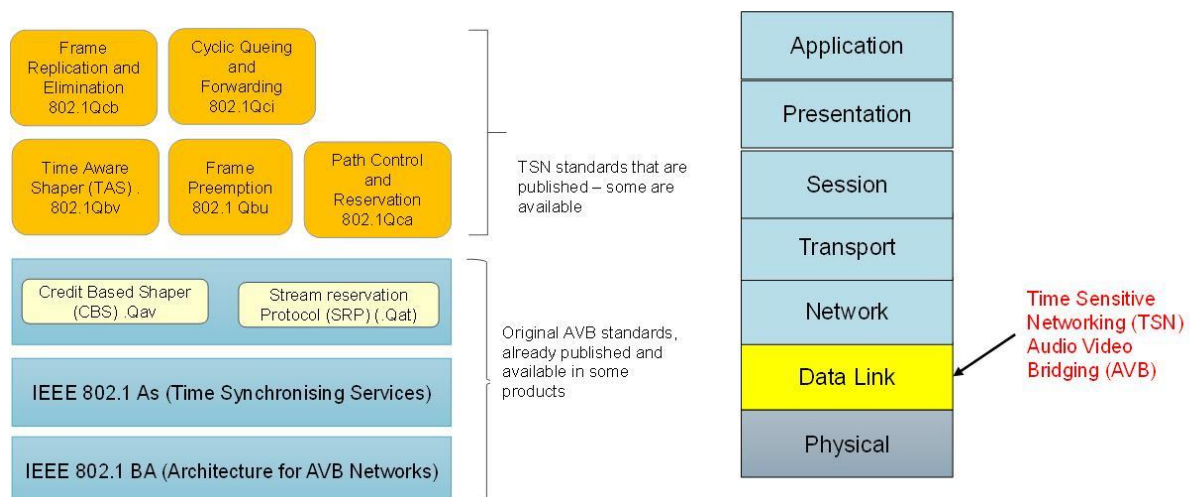 Frame
Replication and
Elimination
802.1Qcb
Cyclic Queing
and
Forwarding
802.1Qci
Time Aware
Shaper (TAS) .
802.1Qbv
Frame
Preemption
802.1 Qbu
Path Control
and
Reservation
802.1Qca
TSN standards that are
published – some are
available
Credit Based Shaper
(CBS) .Qav
Stream reservation
Protocol (SRP) (.Qat)
IEEE 802.1 As (Time Synchronising Services)
IEEE 802.1 BA (Architecture for AVB Networks)
Original AVB standards,
already published and
available in some
products
Application
Presentation
Session
Transport
Network
Data Link
Physical
Time Sensitive
Networking (TSN)
Audio Video
Bridging (AVB)